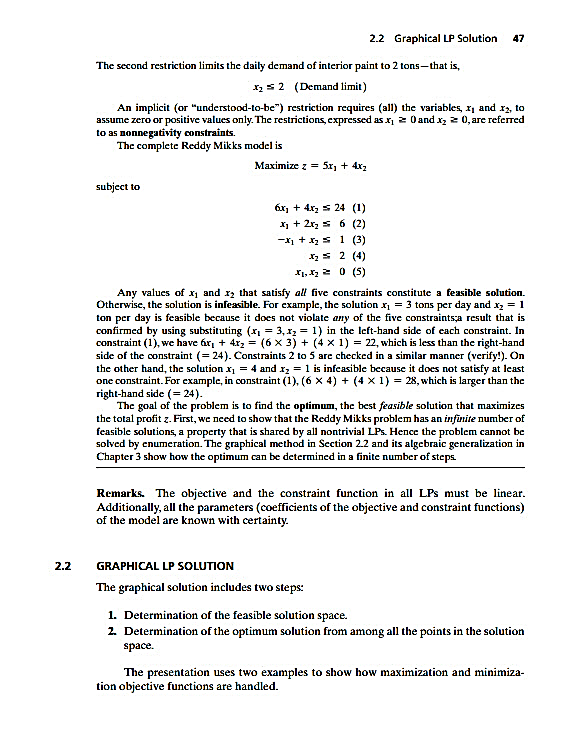 2.2 Graphical LP Solution 47
The second restriction limits the daily demand of interior paint to 2 tons—that is,
x₂ ≤ 2 (Demand limit)
An implicit (or “understood-to-be”) restriction requires (all) the variables, x₁ and x₂, to
assume zero or positive values only. The restrictions, expressed as x₁ ≥ 0 and x₂ ≥ 0, are referred
to as nonnegativity constraints.
The complete Reddy Mikks model is
Maximize z = 5x₁ + 4x₂
subject to
6x₁ + 4x₂ ≤ 24 (1)
x₁ + 2x₂ ≤ 6 (2)
−x₁ + x₂ ≤ 1 (3)
x₂ ≤ 2 (4)
x₁, x₂ ≥ 0 (5)
Any values of x₁ and x₂ that satisfy all five constraints constitute a feasible solution.
Otherwise, the solution is infeasible. For example, the solution x₁ = 3 tons per day and x₂ = 1
ton per day is feasible because it does not violate any of the five constraints;a result that is
confirmed by using substituting (x₁ = 3, x₂ = 1) in the left-hand side of each constraint. In
constraint (1), we have 6x₁ + 4x₂ = (6 × 3) + (4 × 1) = 22, which is less than the right-hand
side of the constraint (= 24). Constraints 2 to 5 are checked in a similar manner (verify!). On
the other hand, the solution x₁ = 4 and x₂ = 1 is infeasible because it does not satisfy at least
one constraint. For example, in constraint (1), (6 × 4) + (4 × 1) = 28, which is larger than the
right-hand side (= 24).
The goal of the problem is to find the optimum, the best feasible solution that maximizes
the total profit z. First, we need to show that the Reddy Mikks problem has an infinite number of
feasible solutions, a property that is shared by all nontrivial LPs. Hence the problem cannot be
solved by enumeration. The graphical method in Section 2.2 and its algebraic generalization in
Chapter 3 show how the optimum can be determined in a finite number of steps.
Remarks. The objective and the constraint function in all LPs must be linear.
Additionally, all the parameters (coefficients of the objective and constraint functions)
of the model are known with certainty.
2.2 GRAPHICAL LP SOLUTION
The graphical solution includes two steps:
1. Determination of the feasible solution space.
2. Determination of the optimum solution from among all the points in the solution
space.
The presentation uses two examples to show how maximization and minimiza-
tion objective functions are handled.